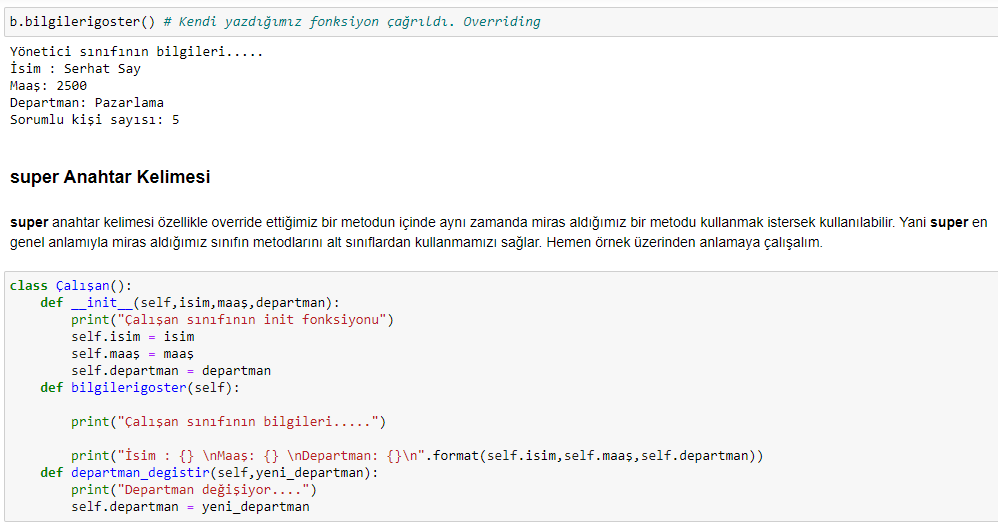 b.bilgilerigoster() # Kendi yazdığımız fonksiyon çağrıldı. Overriding
Yönetici sınıfının bilgileri.....
İsim : Serhat Say
Maaş: 2500
Departman: Pazarlama
Sorumlu kişi sayısı: 5
super Anahtar Kelimesi
super anahtar kelimesi özellikle override ettiğimiz bir metodun içinde aynı zamanda miras aldığımız bir metodu kullanmak istersek kullanılabilir. Yani super en
genel anlamıyla miras aldığımız sınıfın metodlarını alt sınıflardan kullanmamızı sağlar. Hemen örnek üzerinden anlamaya çalışalım.
class Çalışan():
    def __init__(self,isim,maaş,departman):
        print("Çalışan sınıfının init fonksiyonu")
        self.isim = isim
        self.maaş = maaş
        self.departman = departman
    def bilgilerigoster(self):
        print("Çalışan sınıfının bilgileri.....")
        print("İsim : {} \nMaaş: {} \nDepartman: {}\n".format(self.isim,self.maaş,self.departman))
    def departman_degistir(self,yeni_departman):
        print("Departman değişiyor....")
        self.departman = yeni_departman